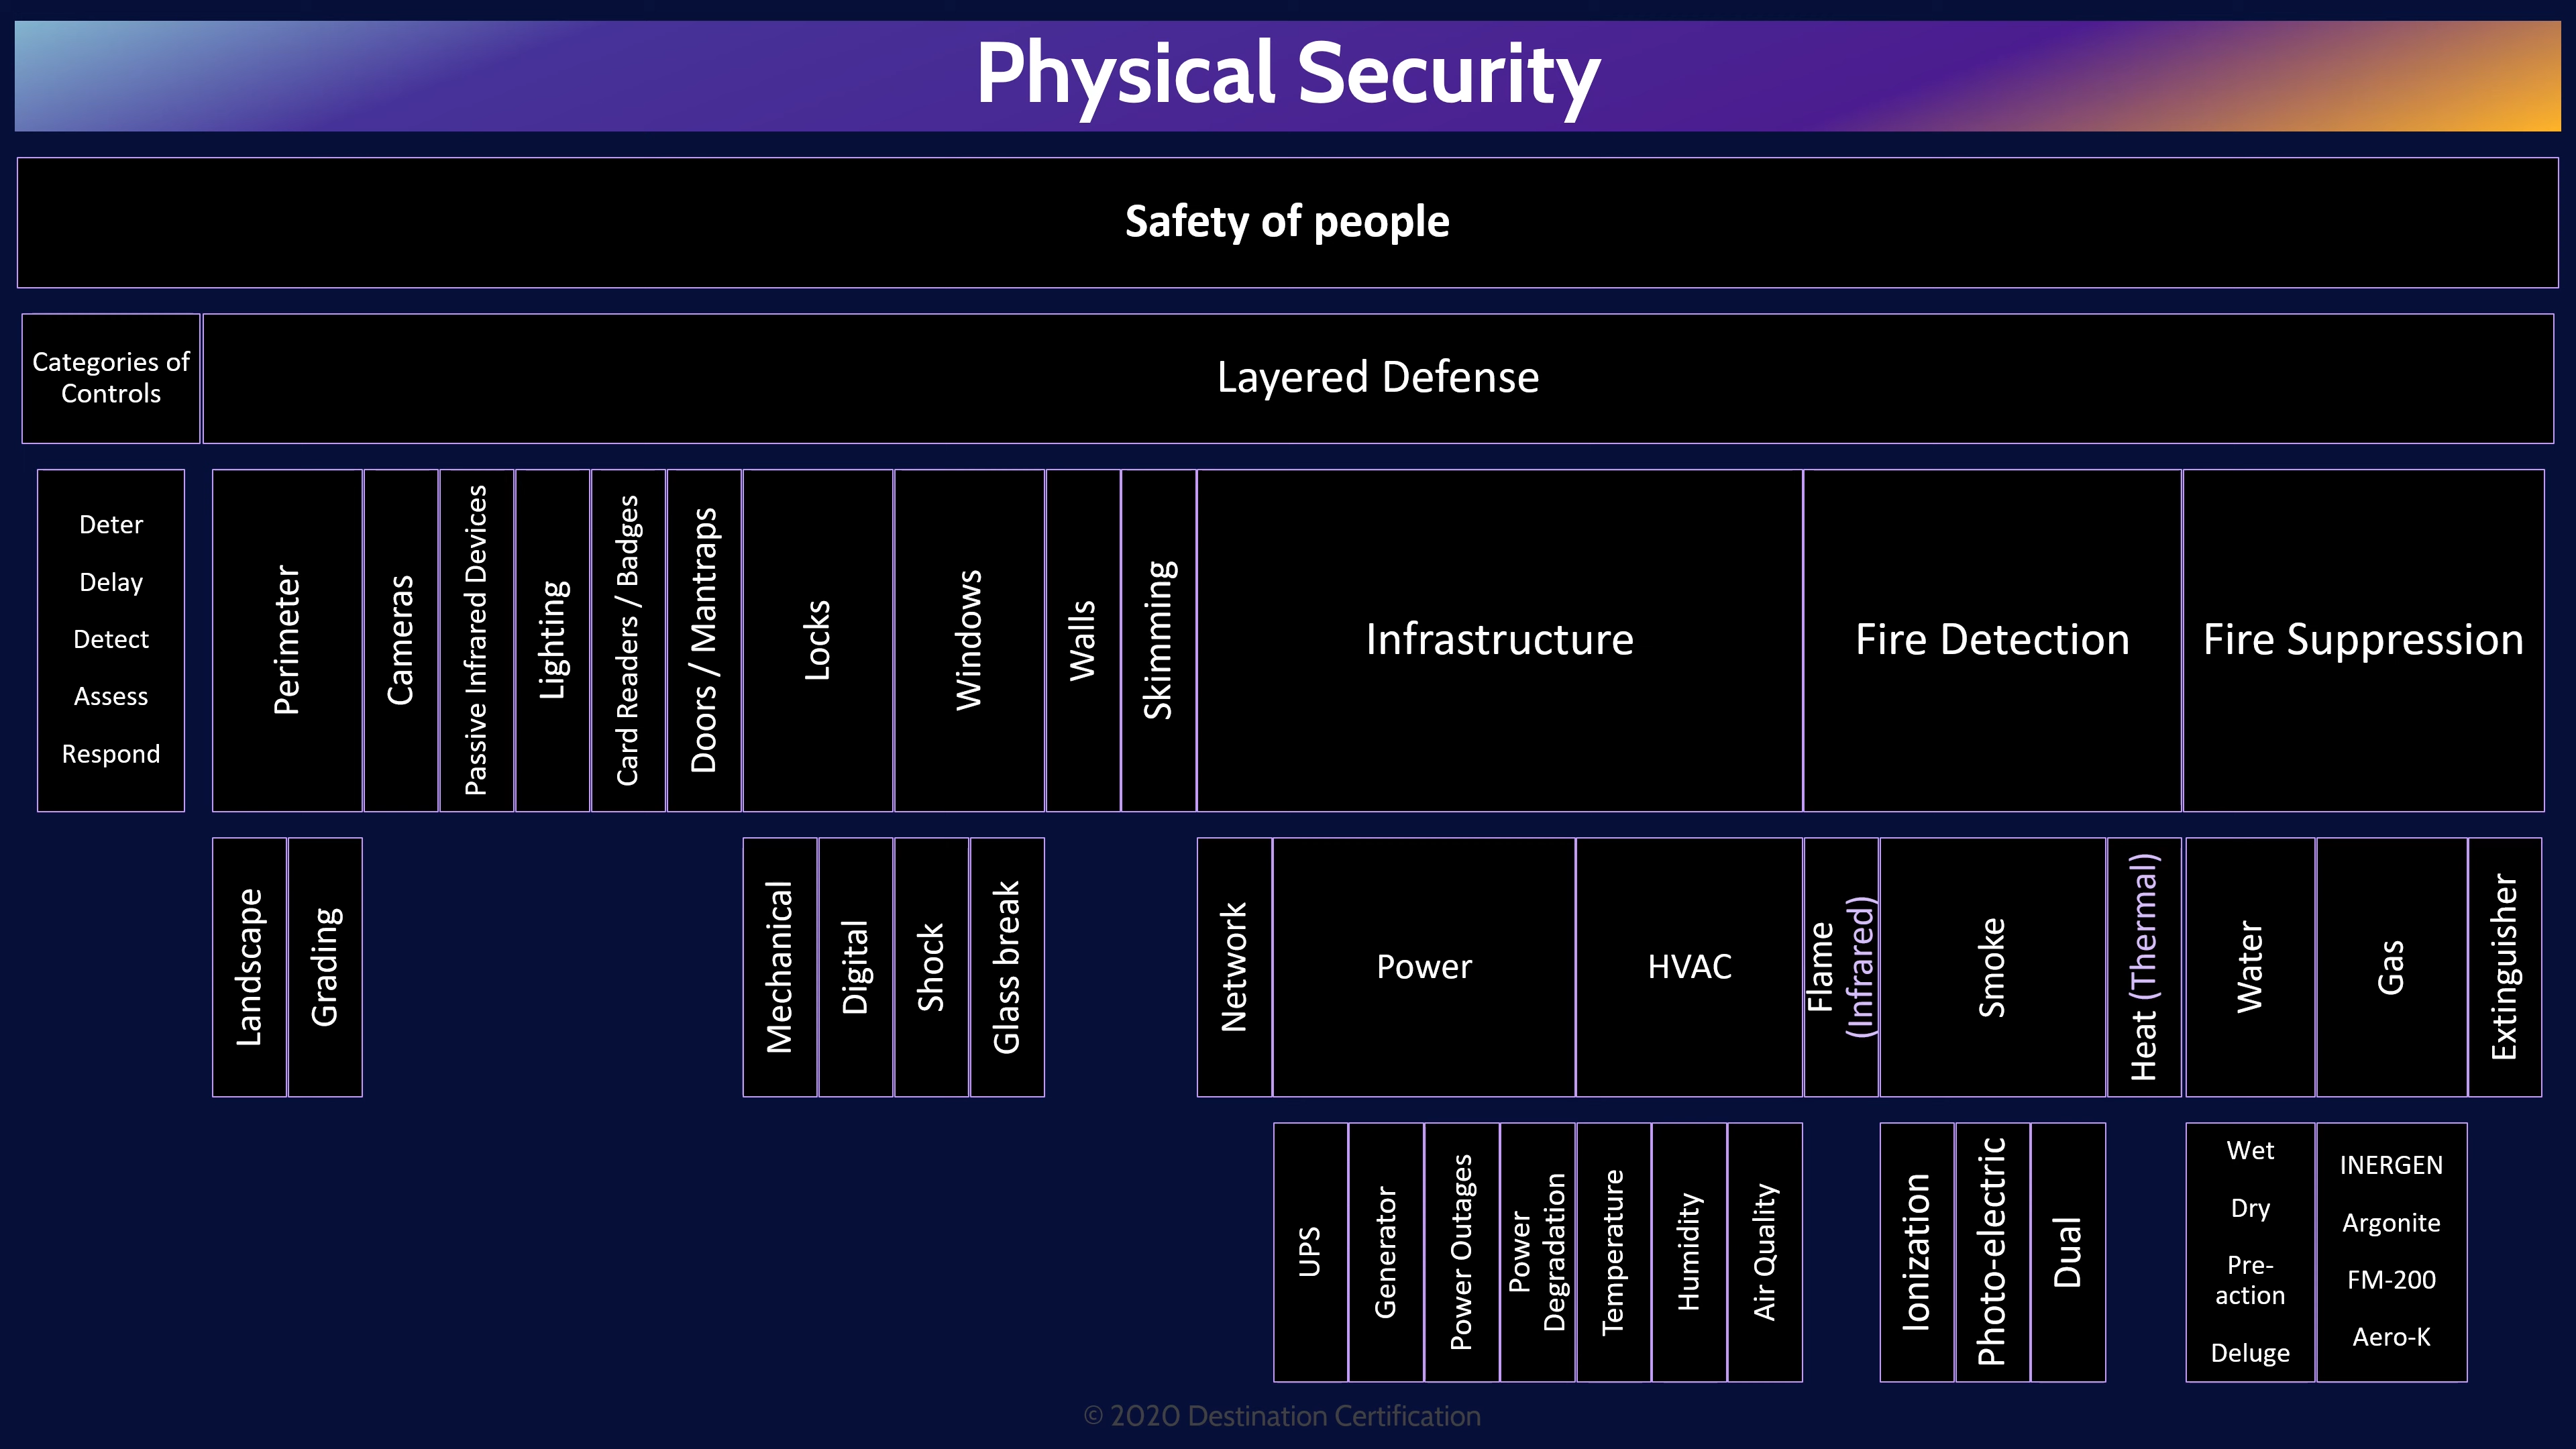 Physical Security
Safety of people
Categories of
Controls
Layered Defense
Deter
Delay
Detect
Assess
Respond
Perimeter
Cameras
Passive Infrared Devices
Lighting
Card Readers / Badges
Doors / Mantraps
Locks
Windows
Walls
Skimming
Infrastructure
Fire Detection
Fire Suppression
Landscape
Grading
Mechanical
Digital
Shock
Glass break
Network
Power
HVAC
Flame
(Infrared)
Smoke
Heat (Thermal)
Water
Gas
Extinguisher
UPS
Generator
Power Outages
Power
Degradation
Temperature
Humidity
Air Quality
Ionization
Photo-electric
Dual
Wet
Dry
Pre-
action
Deluge
INERGEN
Argonite
FM-200
Aero-K
© 2020 Destination Certification